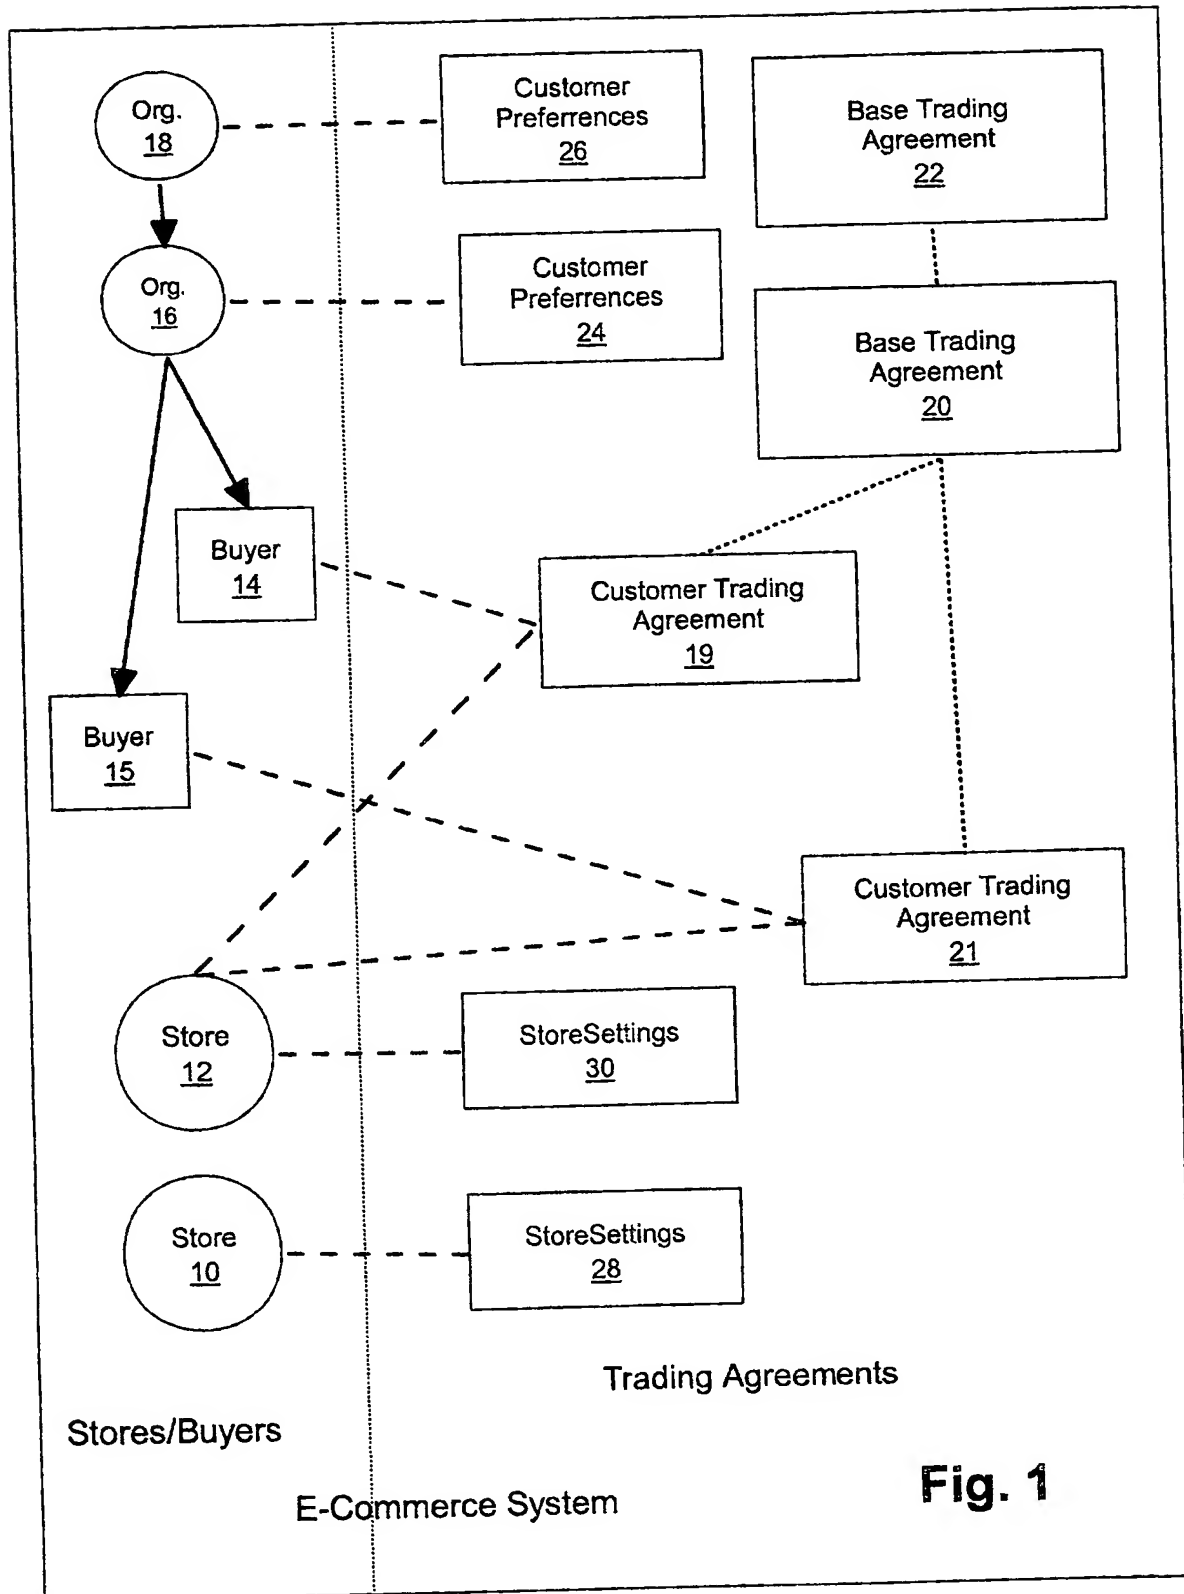 Org.
18
Customer
Preferrences
26
Base Trading
Agreement
22
Org.
16
Customer
Preferrences
24
Base Trading
Agreement
20
Buyer
14
Customer Trading
Agreement
19
Buyer
15
Customer Trading
Agreement
21
Store
12
StoreSettings
30
Store
10
StoreSettings
28
Trading Agreements
Stores/Buyers
E-Commerce System
Fig. 1